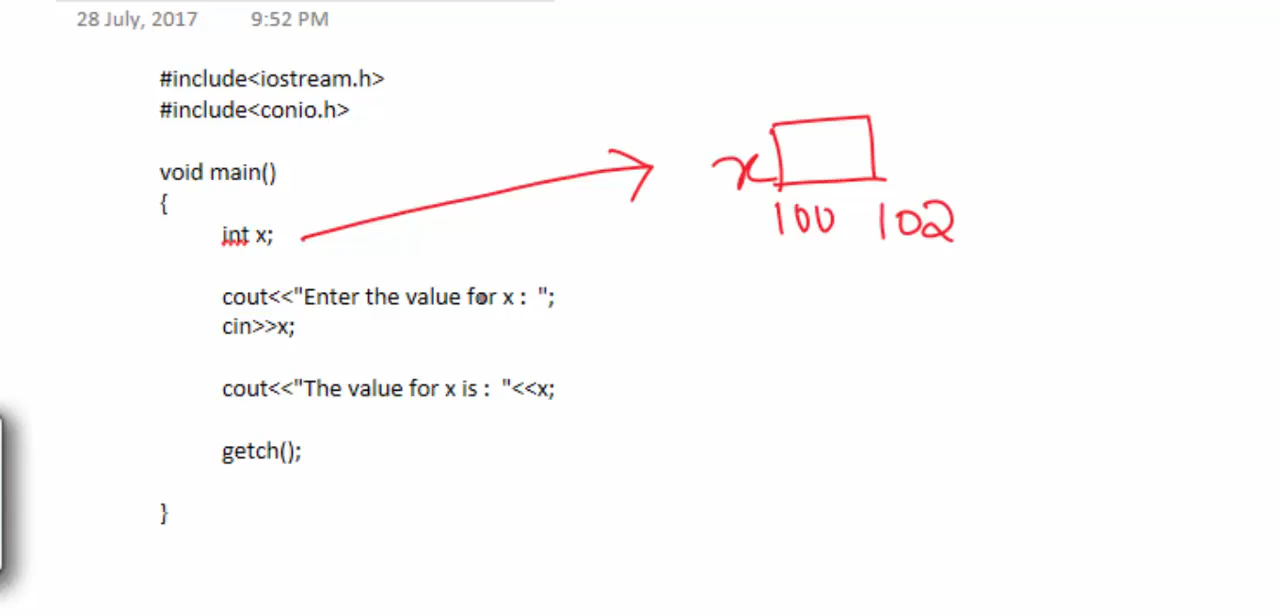 28 July, 2017 9:52 PM
#include<iostream.h>
#include<conio.h>
void main()
{
int x;
x
100 102
cout<<"Enter the value for x :  ";
cin>>x;
cout<<"The value for x is :  "<<x;
getch();
}